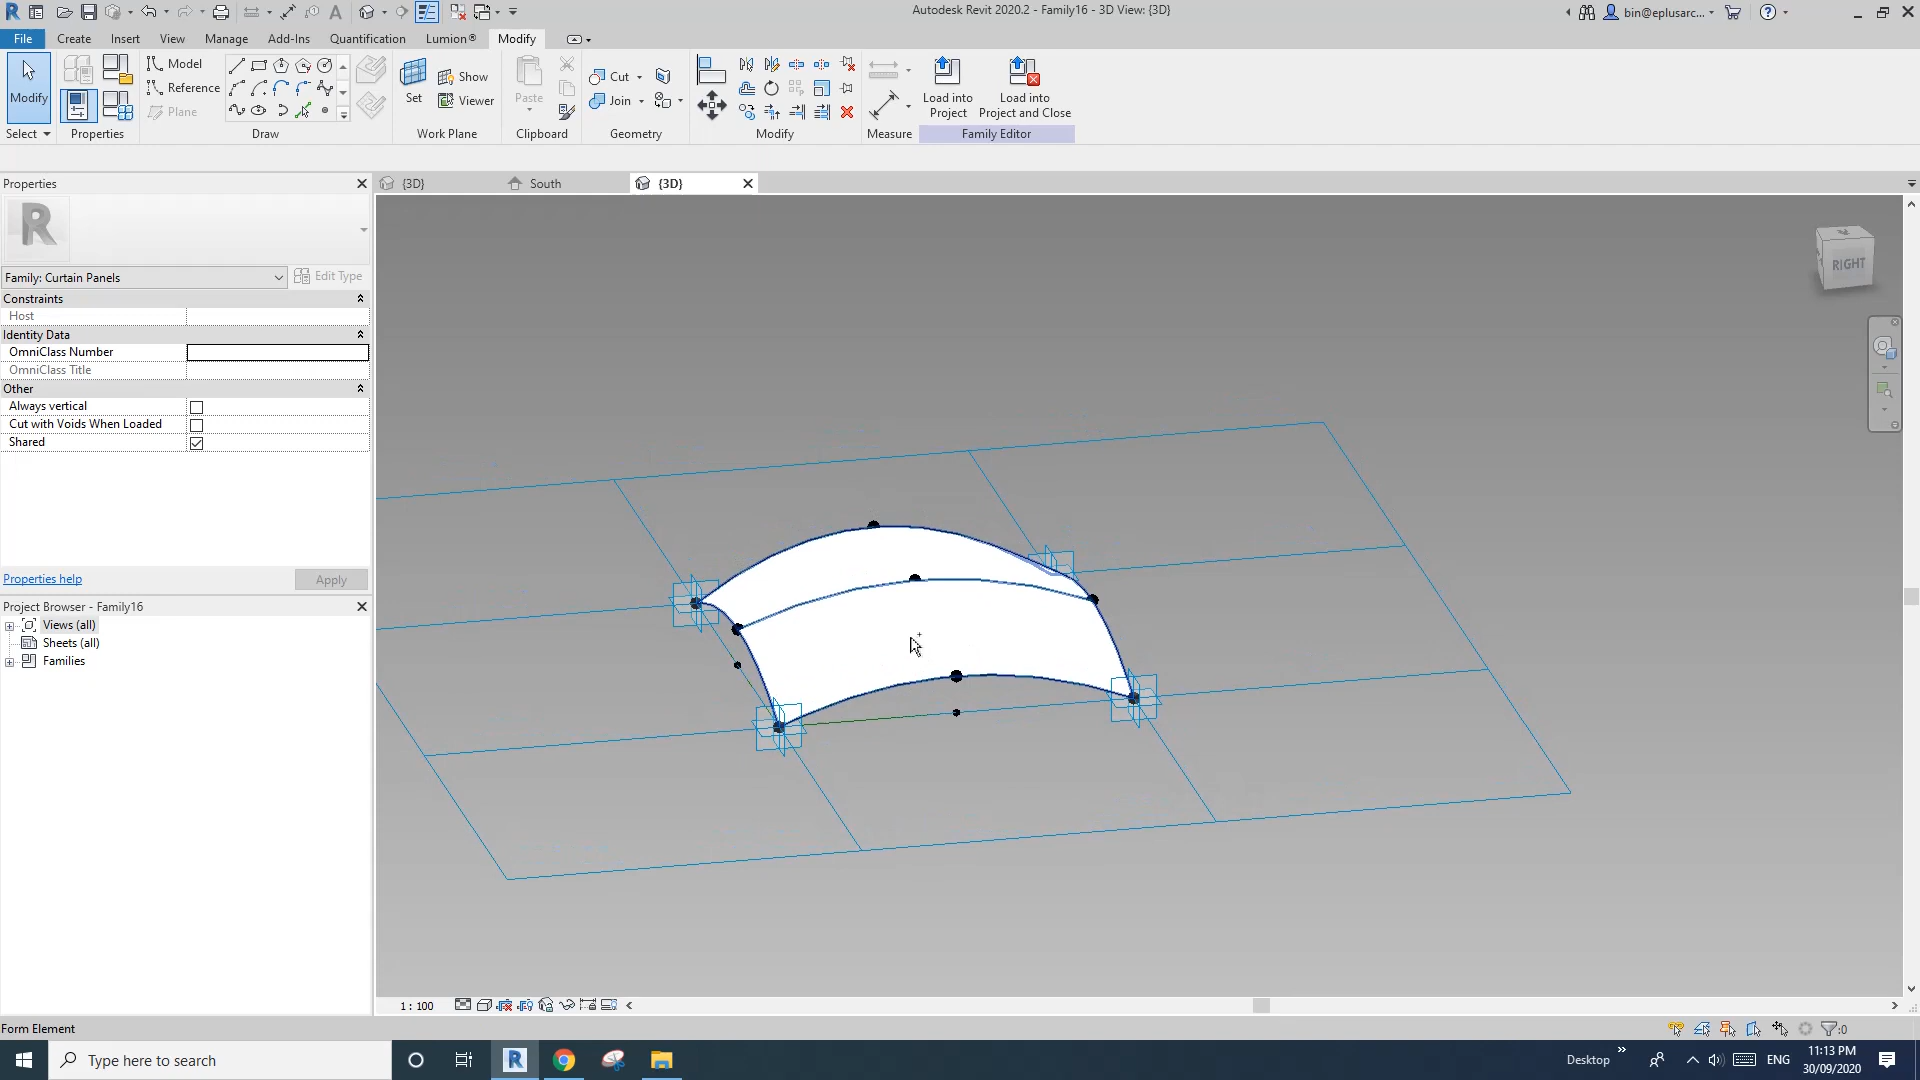 Autodesk Revit 2020.2 - Family16 - 3D View: {3D}
bin@eplusarc...
File Create Insert View Manage Add-Ins Quantification Lumion® Modify
Modify
Select
Properties
Model
Reference
Plane
Draw
Set
Show
Viewer
Work Plane
Paste
Clipboard
Cut
Join
Geometry
Modify
Measure
Load into
Project
Load into
Project and Close
Family Editor
Properties
{3D}
South
{3D}
Family: Curtain Panels
Edit Type
Constraints
Host
Identity Data
OmniClass Number
OmniClass Title
Other
Always vertical
Cut with Voids When Loaded
Shared
Properties help
Apply
Project Browser - Family16
Views (all)
Sheets (all)
Families
RIGHT
1 : 100
Form Element
:0
Type here to search
Desktop
ENG
11:13 PM
30/09/2020